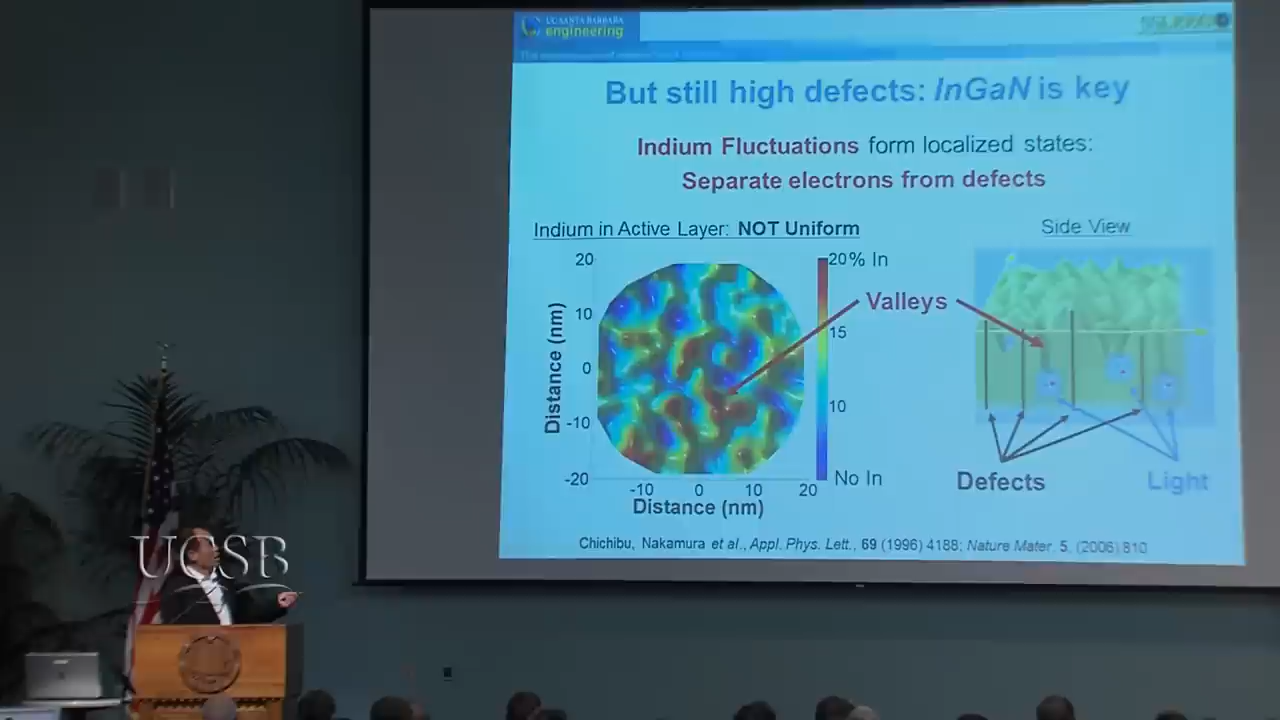 UC SANTA BARBARA
engineering
But still high defects: InGaN is key
Indium Fluctuations form localized states:
Separate electrons from defects
Indium in Active Layer: NOT Uniform
Side View
20
10
0
-10
-20
Distance (nm)
-10 0 10 20
Distance (nm)
20% In
15
10
No In
Valleys
Defects
Light
Chichibu, Nakamura et al., Appl. Phys. Lett., 69 (1996) 4188; Nature Mater. 5, (2006) 810
UCSB